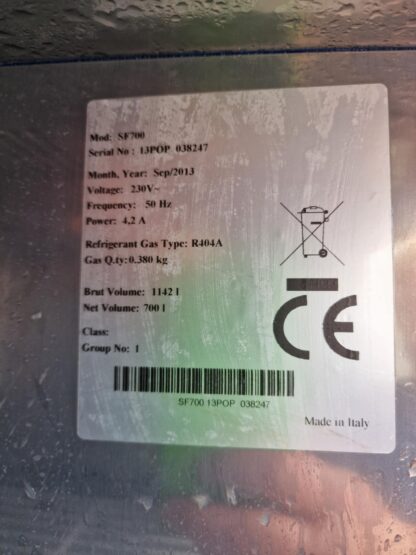 Mod: SF700
Serial No : 13POP 038247
Month, Year: Sep/2013
Voltage: 230V~
Frequency: 50 Hz
Power: 4,2 A
Refrigerant Gas Type: R404A
Gas Q.ty: 0.380 kg
Brut Volume: 1142 l
Net Volume: 700 l
Class:
Group No: 1
SF700 13POP 038247
CE
Made in Italy